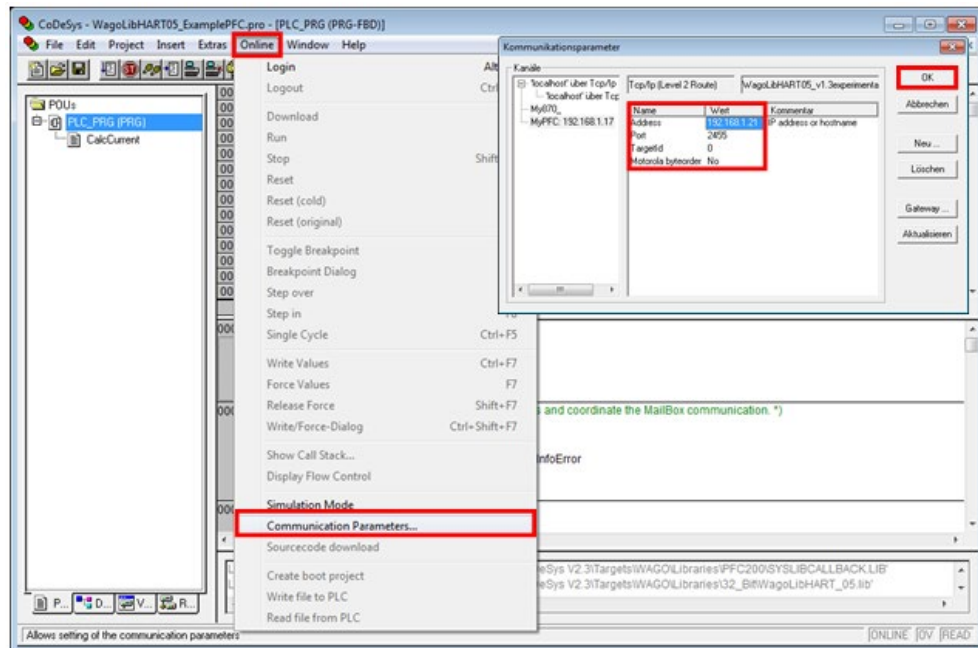 CoDeSys - WagoLibHART05_ExamplePFC.pro - [PLC_PRG (PRG-FBD)]
File Edit Project Insert Extras Online Window Help
POUs
PLC_PRG (PRG)
CalcCurrent
Login Alt
Logout Ctrl
Download
Run
Stop Shift
Reset
Reset (cold)
Reset (original)
Toggle Breakpoint
Breakpoint Dialog
Step over
Step in
Single Cycle Ctrl+F5
Write Values Ctrl+F7
Force Values F7
Release Force Shift+F7
Write/Force-Dialog Ctrl+Shift+F7
Show Call Stack...
Display Flow Control
Simulation Mode
Communication Parameters...
Sourcecode download
Create boot project
Write file to PLC
Read file from PLC
Kommunikationsparameter
Kanäle
'localhost' über Tcp/Ip
'localhost' über Tcp
My870_
MyPFC: 192.168.1.17
Tcp/Ip (Level 2 Route)
WagoLibHART05_v1.3experimenta
Name Wert Kommentar
Address 192.168.1.21 IP address or hostname
Port 2455
TargetId 0
Motorola byteorder No
OK
Abbrechen
Neu ...
Löschen
Gateway ...
Aktualisieren
s and coordinate the MailBox communication. *)
InfoError
eSys V2.3\Targets\WAGO\Libraries\PFC200\SYSLIBCALLBACK.LIB'
eSys V2.3\Targets\WAGO\Libraries\32_Bit\WagoLibHART_05.lib'
P... D... V... R...
Allows setting of the communication parameters
ONLINE OV READ